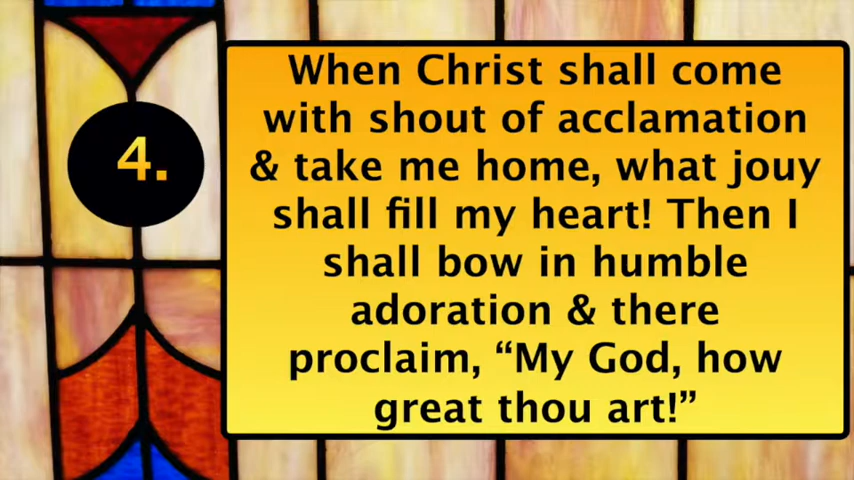 4.
When Christ shall come
with shout of acclamation
& take me home, what jouy
shall fill my heart! Then I
shall bow in humble
adoration & there
proclaim, “My God, how
great thou art!”